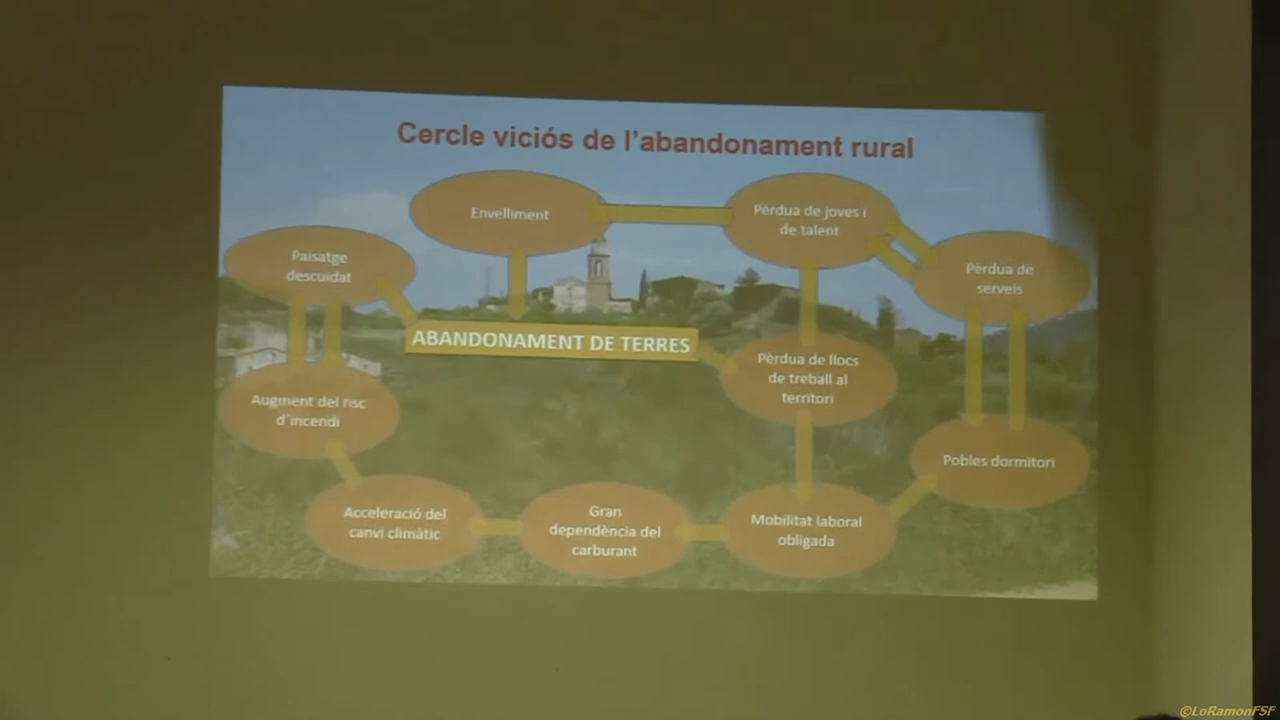 Cercle viciós de l'abandonament rural
Envelliment
Pèrdua de joves i
de talent
Paisatge
descuidat
Pèrdua de
serveis
ABANDONAMENT DE TERRES
Pèrdua de llocs
de treball al
territori
Augment del risc
d´incendi
Pobles dormitori
Acceleració del
canvi climàtic
Gran
dependència del
carburant
Mobilitat laboral
obligada
©LoRamonFSF